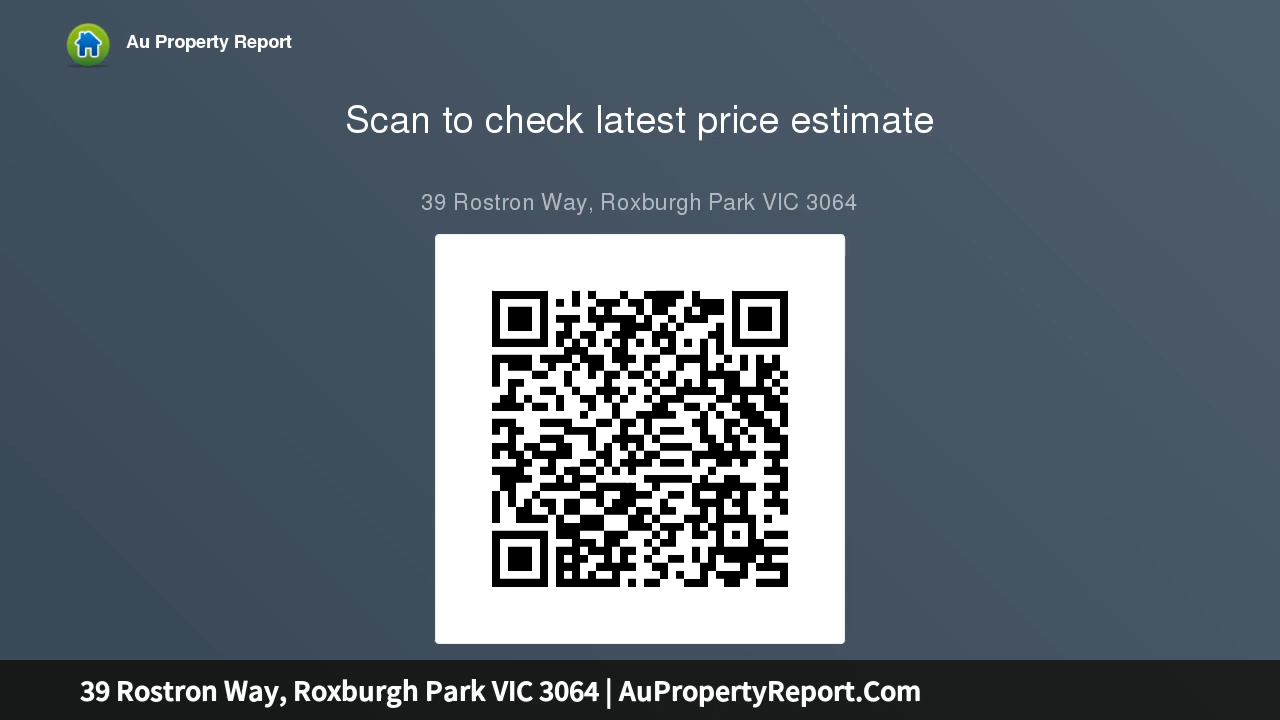 Au Property Report
Scan to check latest price estimate
39 Rostron Way, Roxburgh Park VIC 3064
39 Rostron Way, Roxburgh Park VIC 3064 | AuPropertyReport.Com